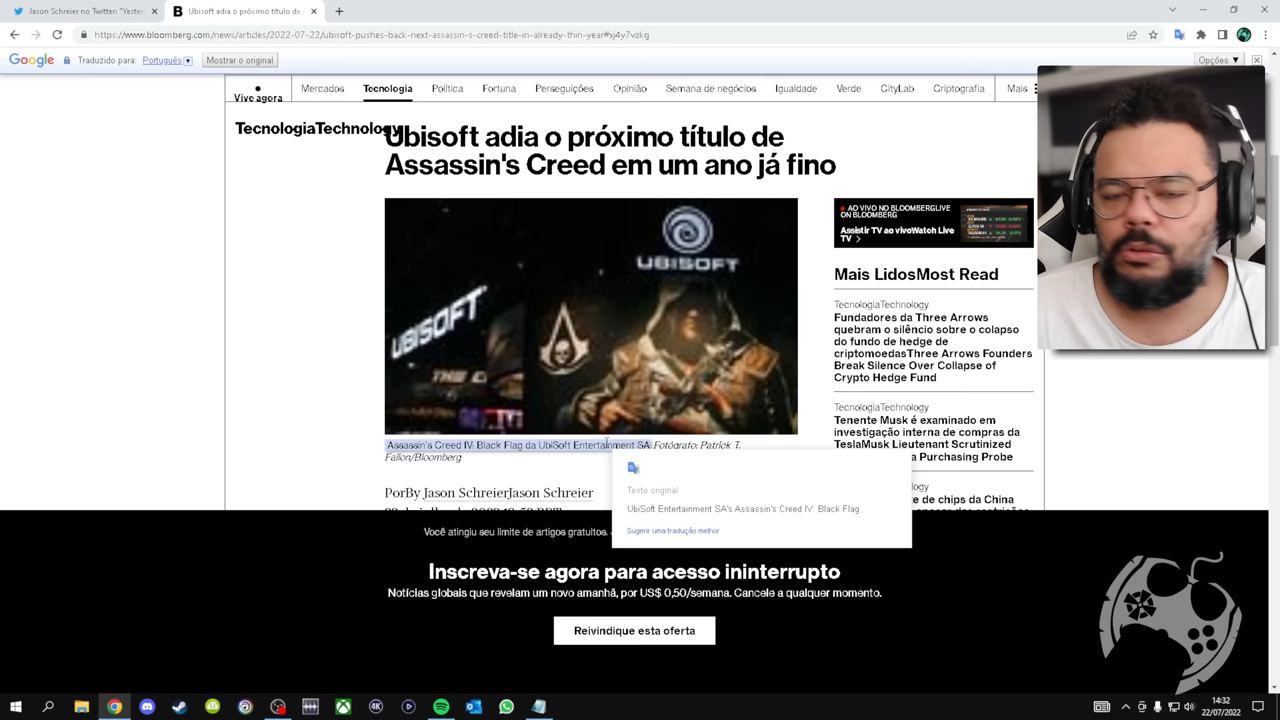 Jason Schreier no Twitter: "Yester
Ubisoft adia o próximo título de A
https://www.bloomberg.com/news/articles/2022-07-22/ubisoft-pushes-back-next-assassin-s-creed-title-in-already-thin-year#xj4y7vzkg
Google Traduzido para: Português Mostrar o original Opções
Vive agora Mercados Tecnologia Política Fortuna Perseguições Opinião Semana de negócios Igualdade Verde CityLab Criptografia Mais
TecnologiaTechnology
Ubisoft adia o próximo título de
Assassin's Creed em um ano já fino
UBISOFT
UBISOFT
AO VIVO NO BLOOMBERGLIVE
ON BLOOMBERG
Assistir TV ao vivoWatch Live
TV
Mais LidosMost Read
TecnologiaTechnology
Fundadores da Three Arrows
quebram o silêncio sobre o colapso
do fundo de hedge de
criptomoedasThree Arrows Founders
Break Silence Over Collapse of
Crypto Hedge Fund
TecnologiaTechnology
Tenente Musk é examinado em
investigação interna de compras da
TeslaMusk Lieutenant Scrutinized
a Purchasing Probe
te de chips da China
Assassin's Creed IV: Black Flag da UbiSoft Entertainment SA Fotógrafo: Patrick T.
Fallon/Bloomberg
PorBy Jason SchreierJason Schreier
Texto original
UbiSoft Entertainment SA's Assassin's Creed IV: Black Flag
Sugerir uma tradução melhor
Você atingiu seu limite de artigos gratuitos.
Inscreva-se agora para acesso ininterrupto
Notícias globais que revelam um novo amanhã, por US$ 0,50/semana. Cancele a qualquer momento.
Reivindique esta oferta
14:32
22/07/2022